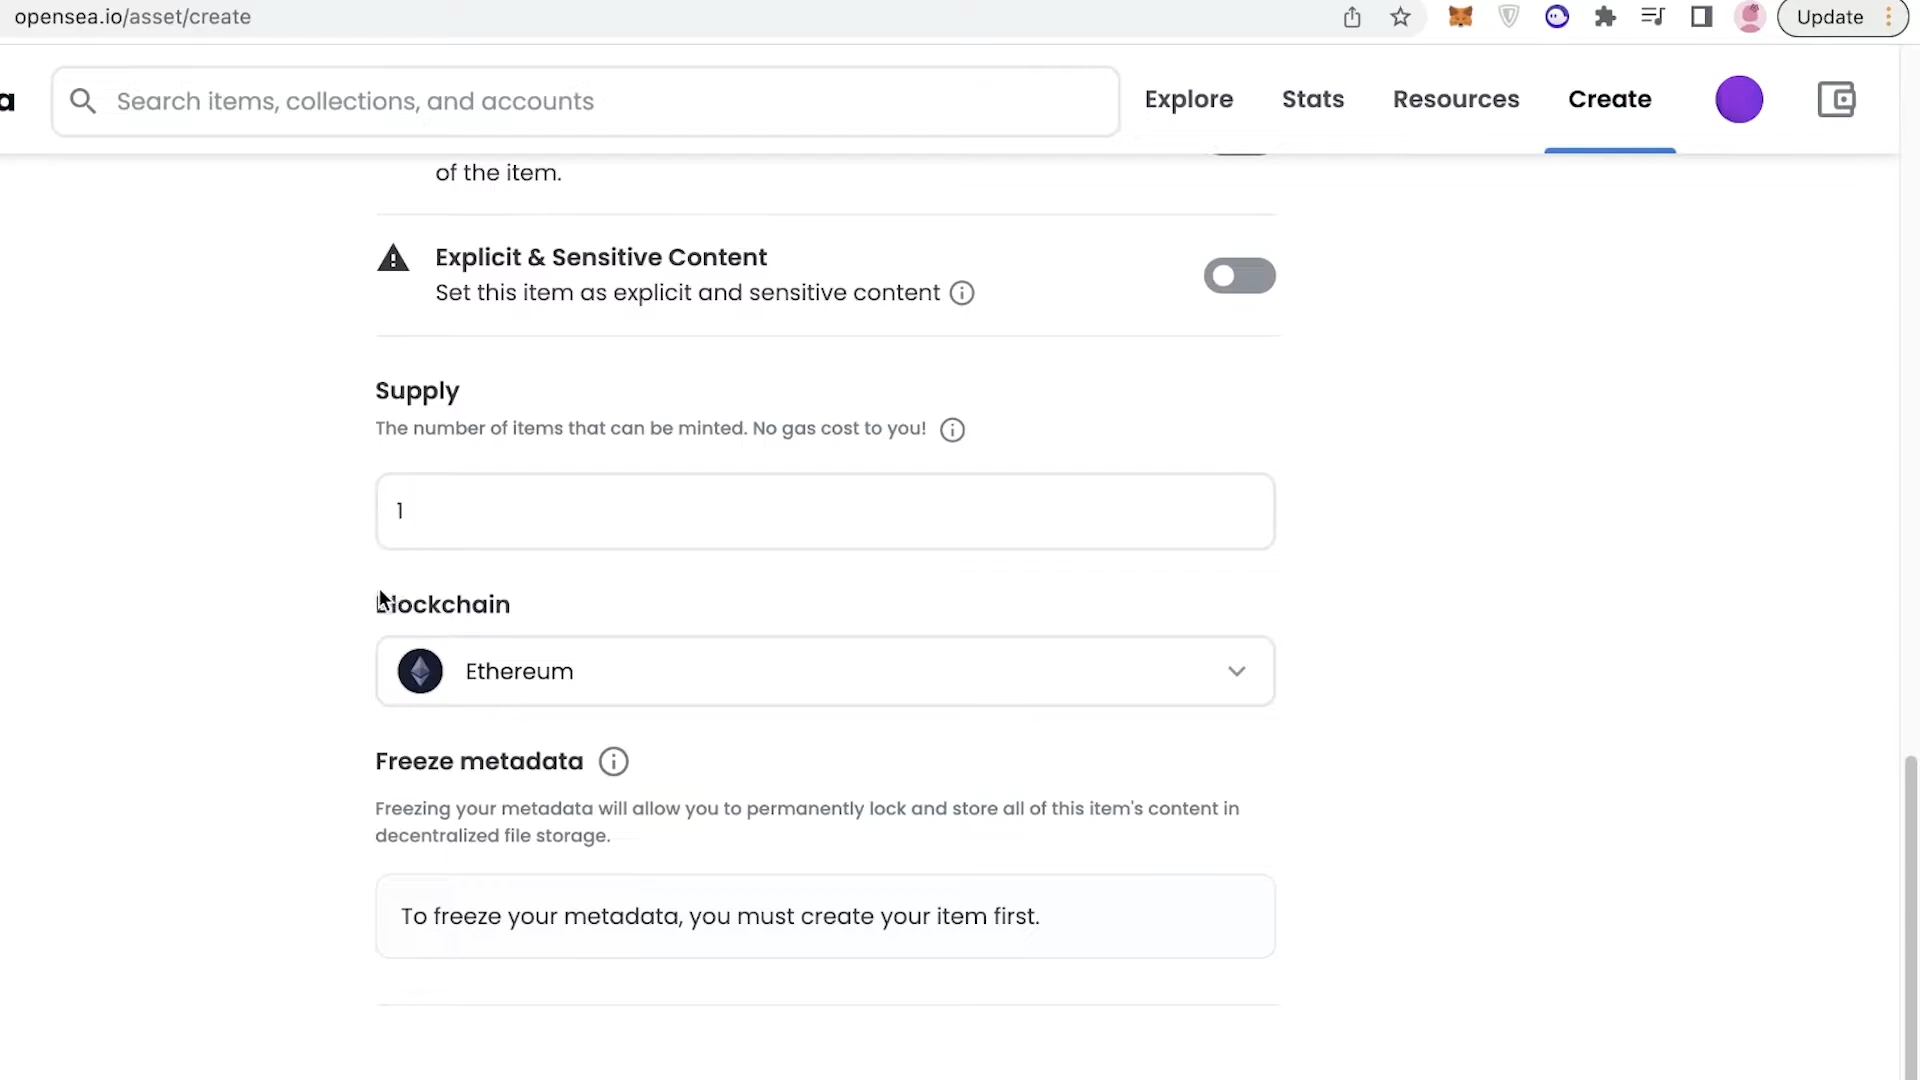 opensea.io/asset/create
Update
a
Search items, collections, and accounts
Explore
Stats
Resources
Create
of the item.
Explicit & Sensitive Content
Set this item as explicit and sensitive content
Supply
The number of items that can be minted. No gas cost to you!
1
Blockchain
Ethereum
Freeze metadata
Freezing your metadata will allow you to permanently lock and store all of this item's content in
decentralized file storage.
To freeze your metadata, you must create your item first.